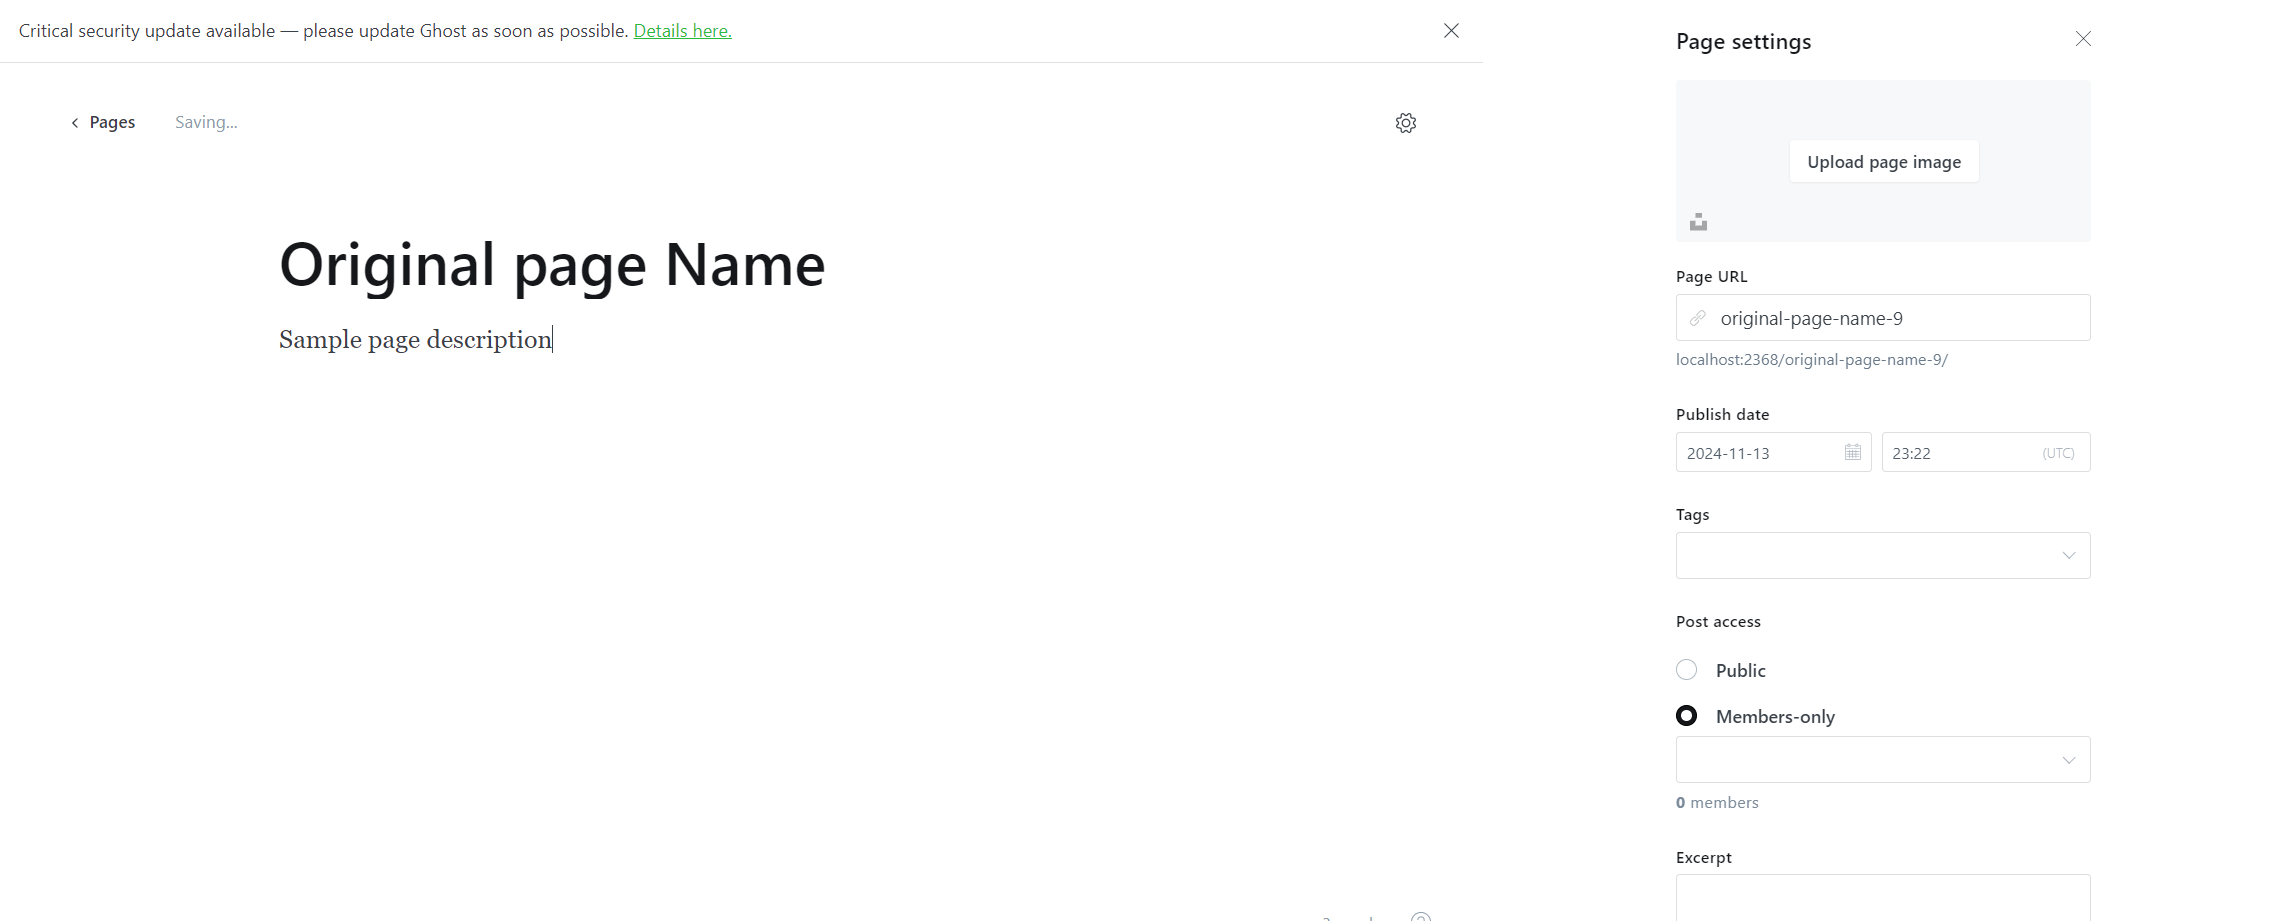 Critical security update available — please update Ghost as soon as possible. Details here.
Pages
Saving...
Original page Name
Sample page description
Page settings
Upload page image
Page URL
original-page-name-9
localhost:2368/original-page-name-9/
Publish date
2024-11-13
23:22 (UTC)
Tags
Post access
Public
Members-only
0 members
Excerpt